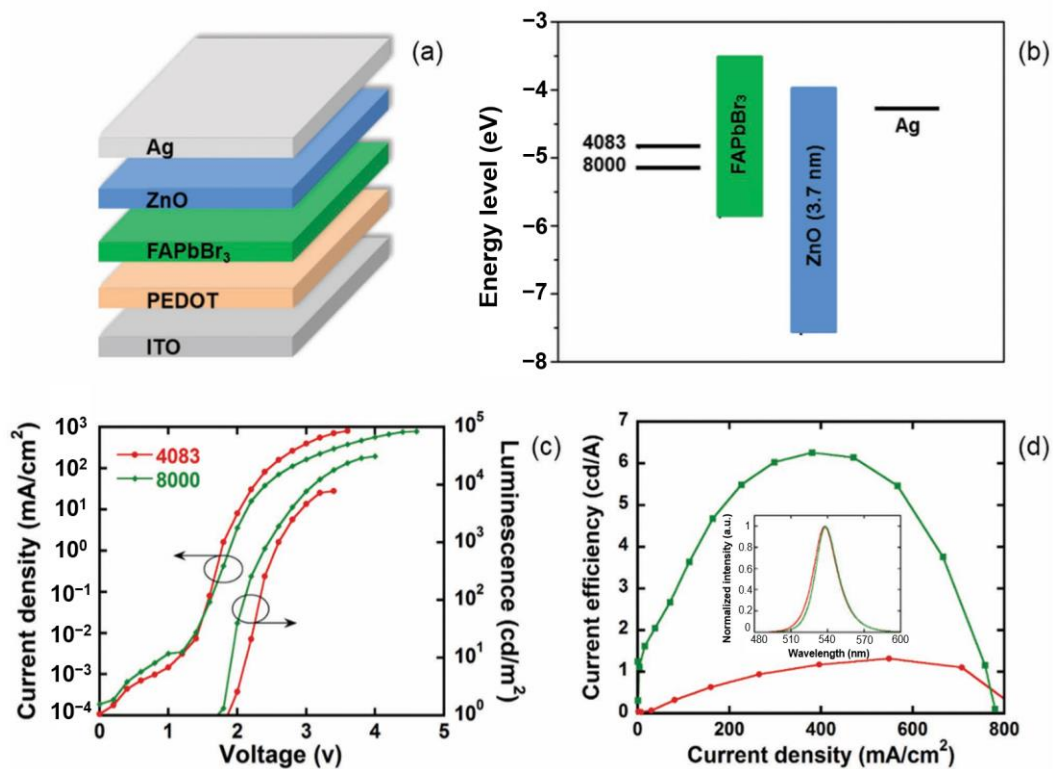 (a)
Ag
ZnO
FAPbBr₃
PEDOT
ITO
(b)
Energy level (eV)
−3
−4
−5
−6
−7
−8
4083
8000
FAPbBr₃
ZnO (3.7 nm)
Ag
(c)
Current density (mA/cm²)
10³
10²
10¹
10⁰
10⁻¹
10⁻²
10⁻³
10⁻⁴
4083
8000
10⁵
10⁴
10³
10²
10¹
10⁰
Luminescence (cd/m²)
0 1 2 3 4 5
Voltage (v)
(d)
Current efficiency (cd/A)
7
6
5
4
3
2
1
0
Normalized intensity (a.u.)
1
0.8
0.6
0.4
0.2
0
480 510 540 570 600
Wavelength (nm)
0 200 400 600 800
Current density (mA/cm²)